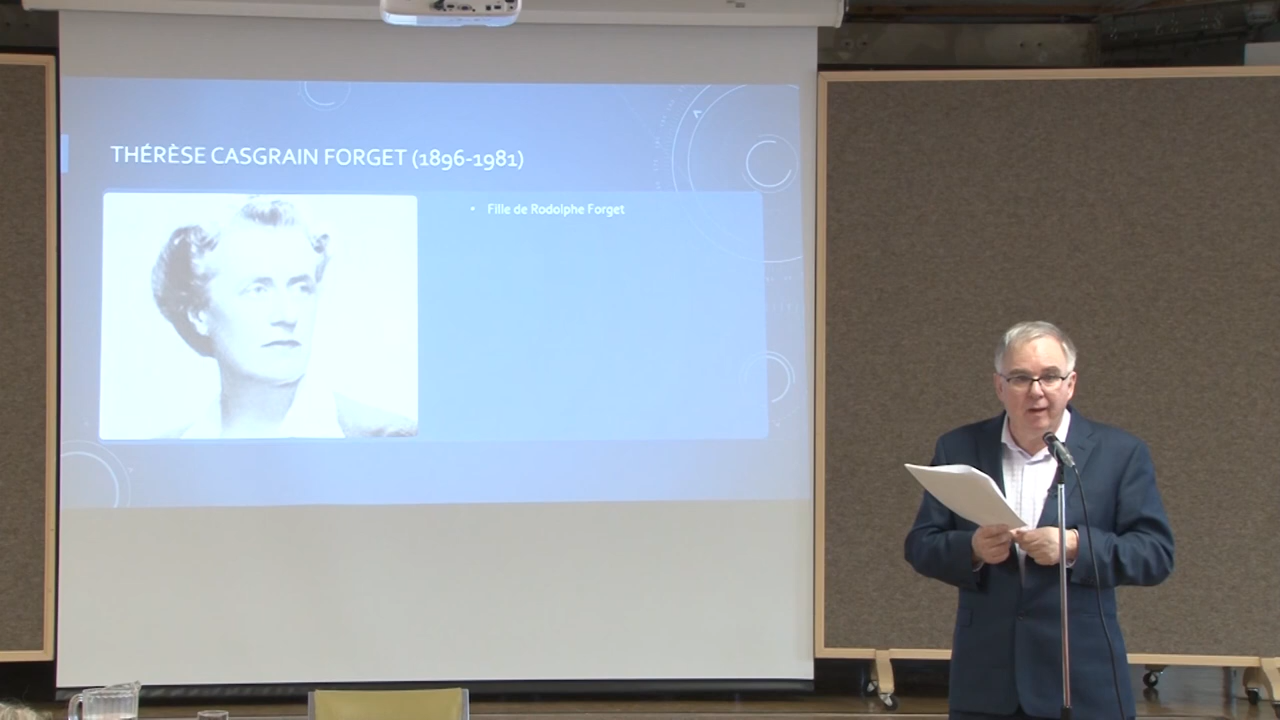 THÉRÈSE CASGRAIN FORGET (1896-1981)
• Fille de Rodolphe Forget